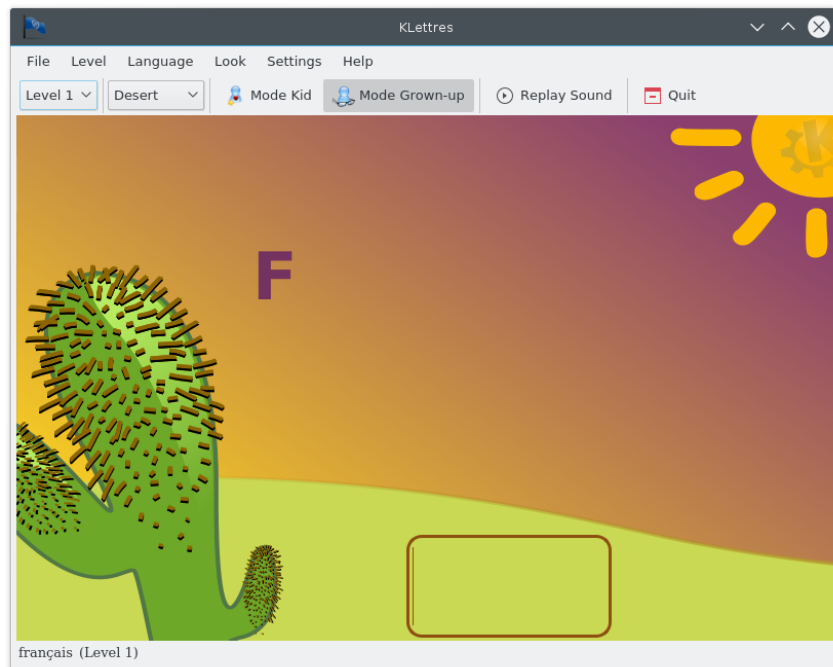 KLettres
File Level Language Look Settings Help
Level 1 Desert Mode Kid Mode Grown-up Replay Sound Quit
F
français (Level 1)